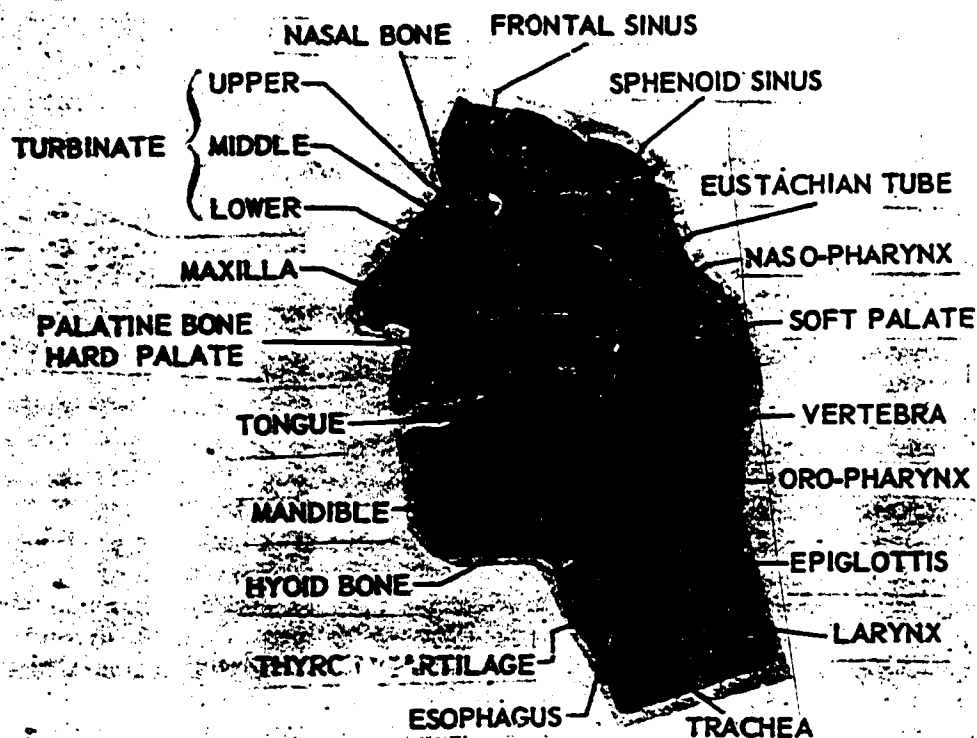 NASAL BONE
FRONTAL SINUS
SPHENOID SINUS
TURBINATE
UPPER
MIDDLE
LOWER
EUSTACHIAN TUBE
NASO-PHARYNX
MAXILLA
SOFT PALATE
PALATINE BONE
HARD PALATE
VERTEBRA
TONGUE
ORO-PHARYNX
MANDIBLE
EPIGLOTTIS
HYOID BONE
LARYNX
ESOPHAGUS
TRACHEA